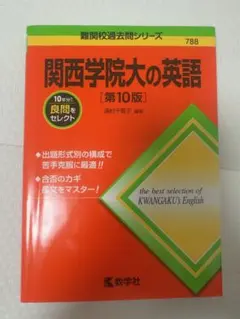 難関校過去問シリーズ
788
関西学院大の英語
[第10版]
10年分!
良問を
セレクト
◆出題形式別の構成で
苦手克服に最適!!
◆合否のカギ
長文をマスター!
the best selection of
KWANGAKU's English
教学社